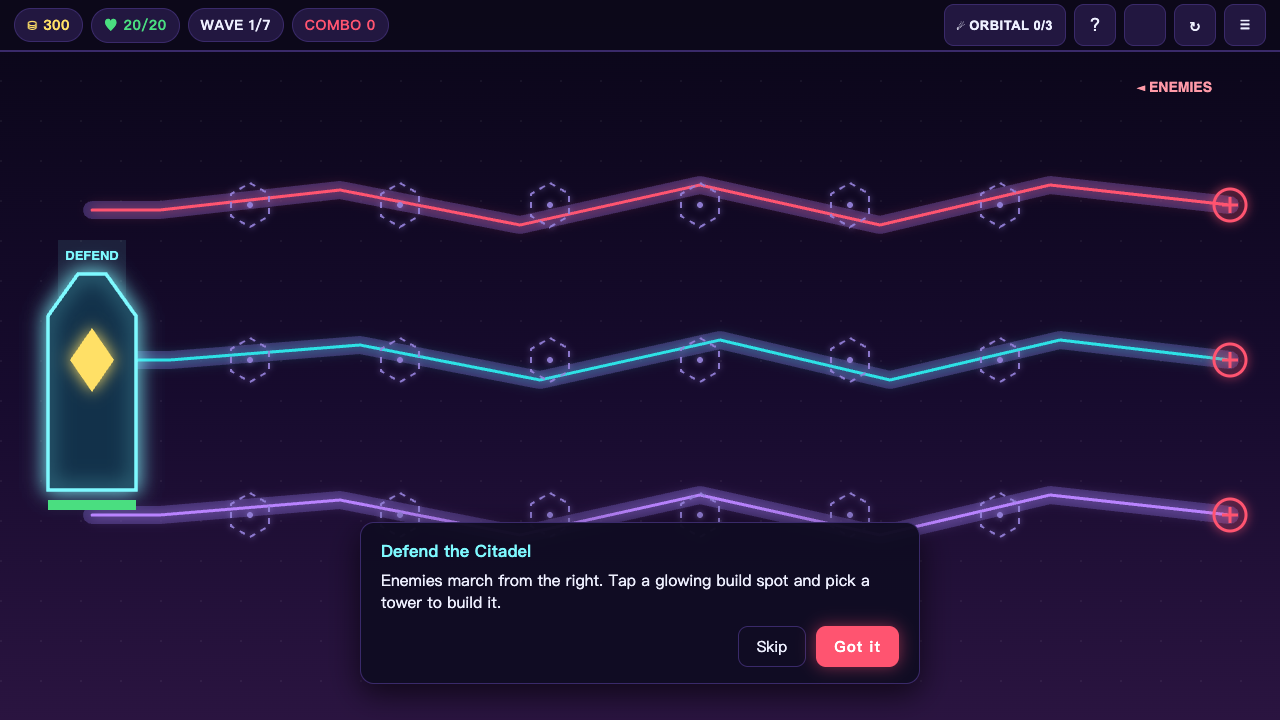 300
20/20
WAVE 1/7
COMBO 0
ORBITAL 0/3
?
◄ ENEMIES
DEFEND
Defend the Citadel
Enemies march from the right. Tap a glowing build spot and pick a
tower to build it.
Skip
Got it